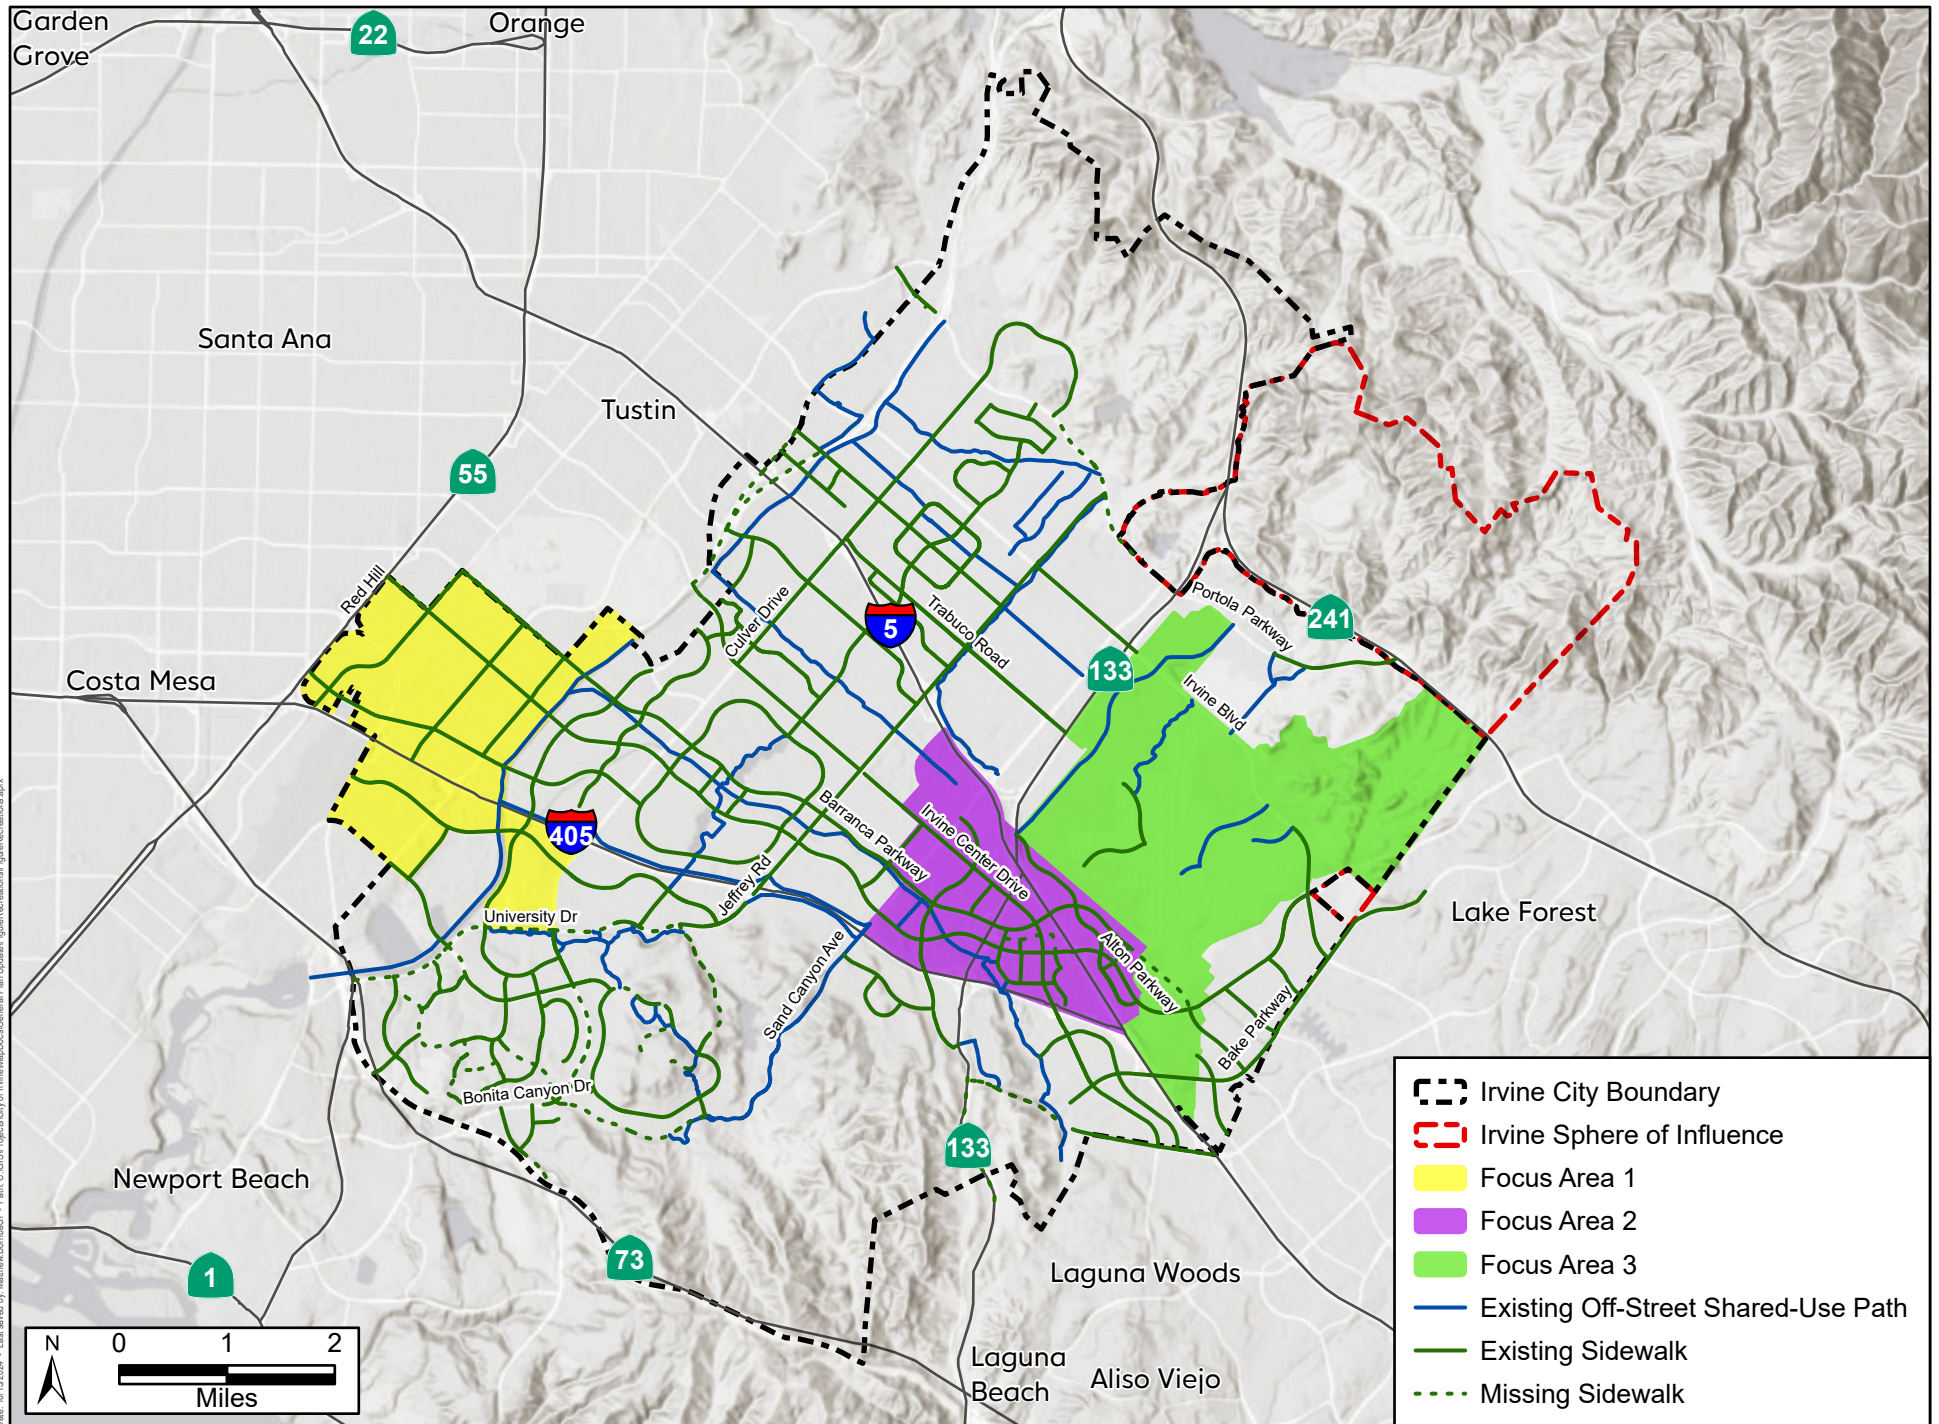 Garden
Grove
22
Orange
Santa Ana
Tustin
55
Red Hill
Costa Mesa
Culver Drive
5
Trabuco Road
133
Portola Parkway
241
Irvine Blvd
405
Barranca Parkway
Irvine Center Drive
Jeffrey Rd
University Dr
Sand Canyon Ave
Alton Parkway
Lake Forest
Bake Parkway
Bonita Canyon Dr
133
Newport Beach
73
1
Laguna Woods
Laguna
Beach
Aliso Viejo
N
0 1 2
Miles
Irvine City Boundary
Irvine Sphere of Influence
Focus Area 1
Focus Area 2
Focus Area 3
Existing Off-Street Shared-Use Path
Existing Sidewalk
Missing Sidewalk